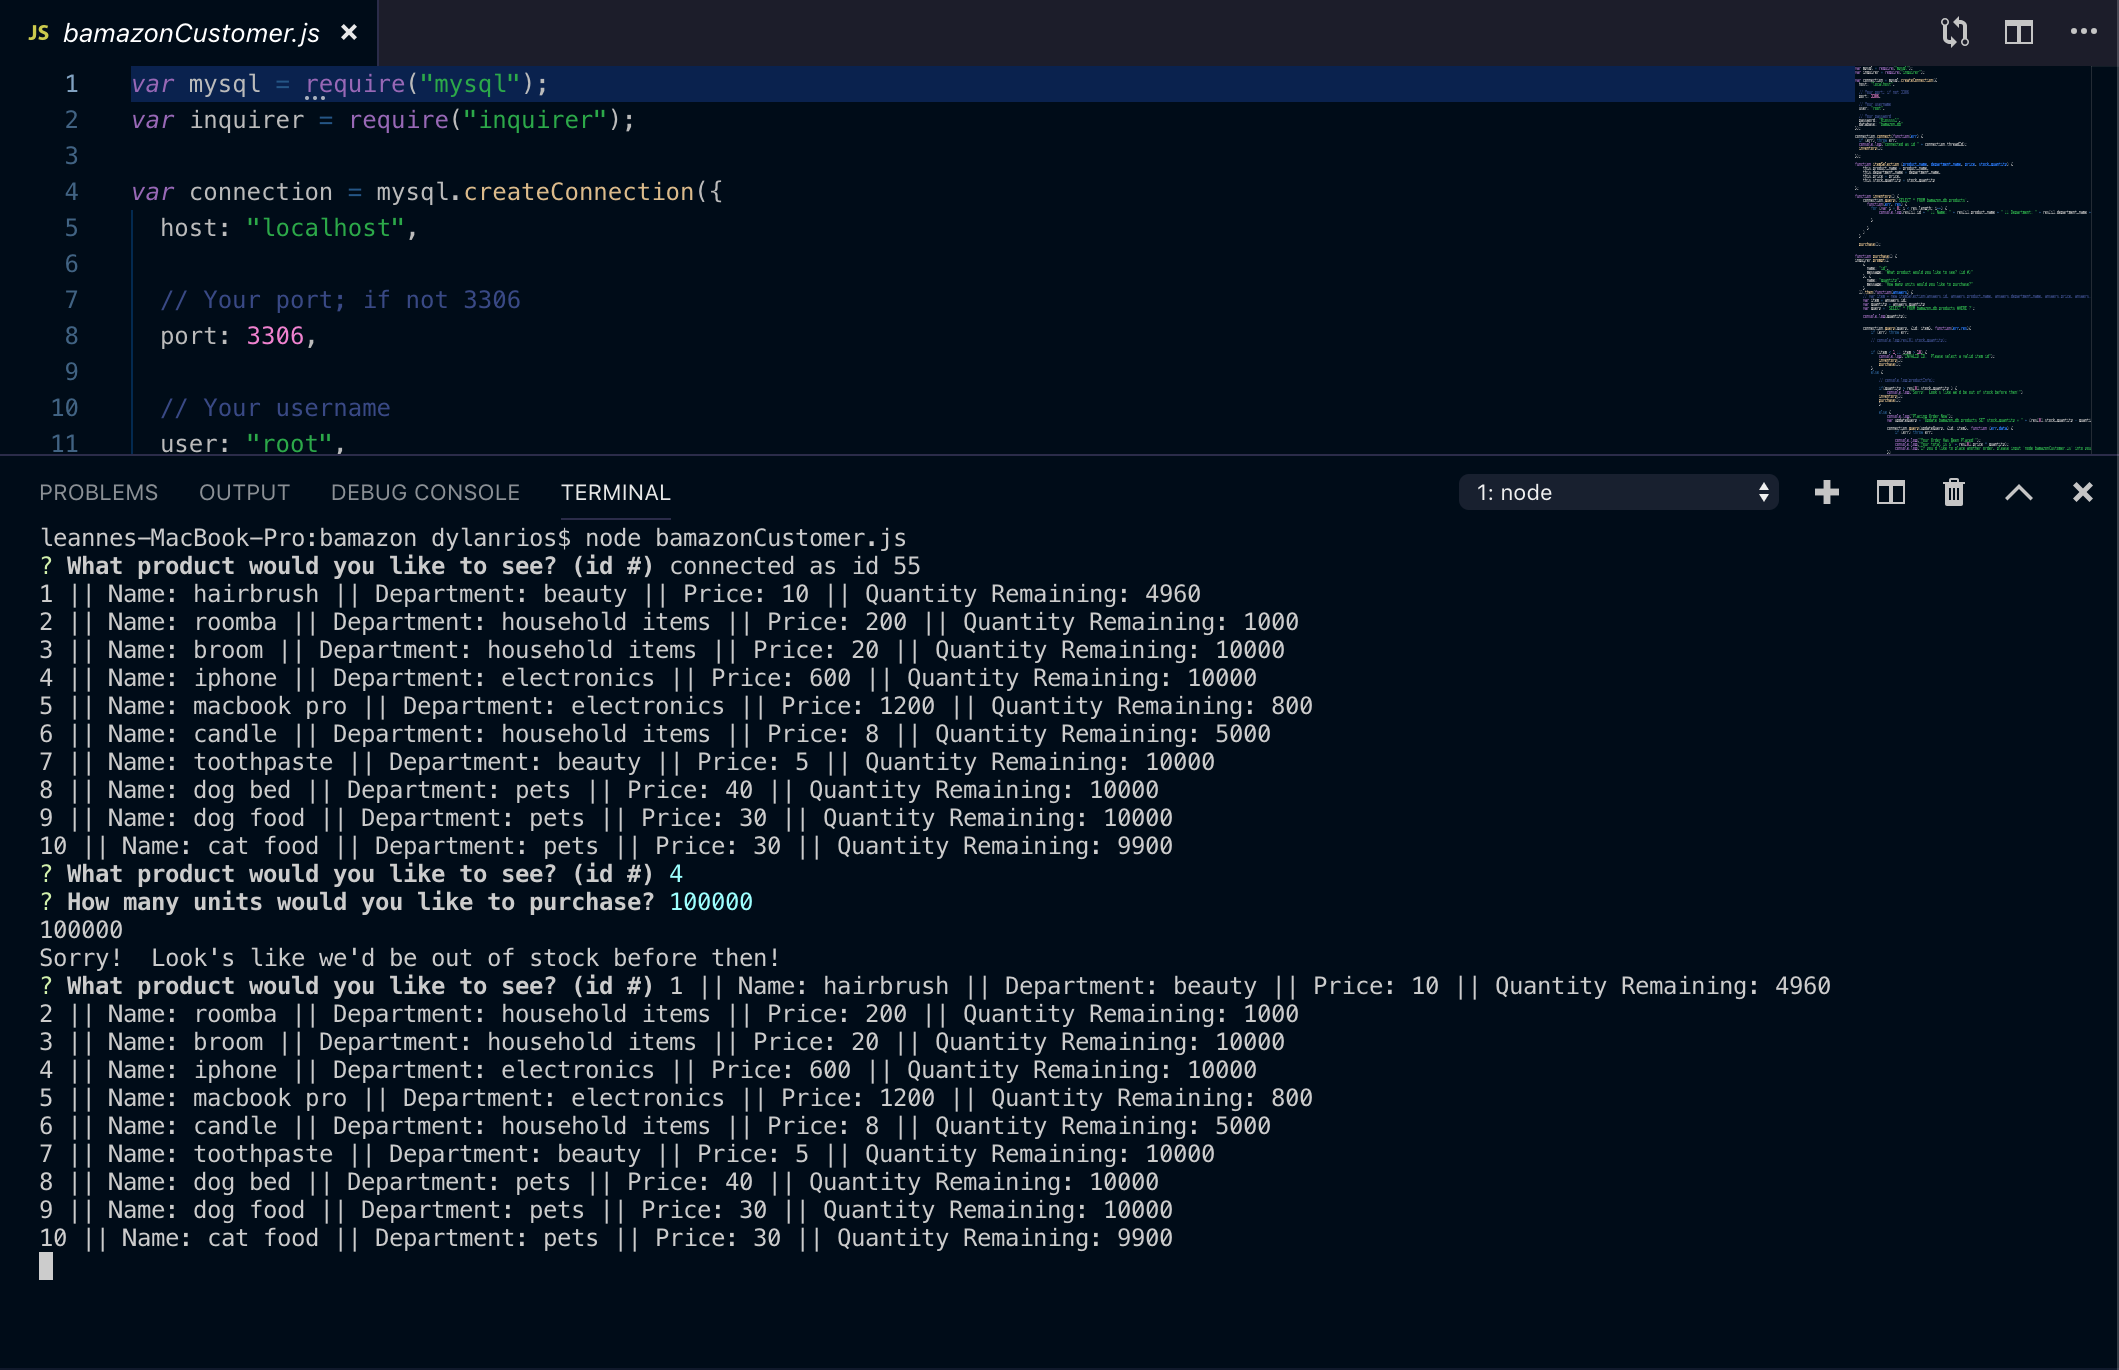 JS bamazonCustomer.js ×
1 var mysql = require("mysql");
2 var inquirer = require("inquirer");
3
4 var connection = mysql.createConnection({
5 host: "localhost",
6
7 // Your port; if not 3306
8 port: 3306,
9
10 // Your username
11 user: "root",
PROBLEMS OUTPUT DEBUG CONSOLE TERMINAL 1: node
leannes-MacBook-Pro:bamazon dylanrios$ node bamazonCustomer.js
? What product would you like to see? (id #) connected as id 55
1 || Name: hairbrush || Department: beauty || Price: 10 || Quantity Remaining: 4960
2 || Name: roomba || Department: household items || Price: 200 || Quantity Remaining: 1000
3 || Name: broom || Department: household items || Price: 20 || Quantity Remaining: 10000
4 || Name: iphone || Department: electronics || Price: 600 || Quantity Remaining: 10000
5 || Name: macbook pro || Department: electronics || Price: 1200 || Quantity Remaining: 800
6 || Name: candle || Department: household items || Price: 8 || Quantity Remaining: 5000
7 || Name: toothpaste || Department: beauty || Price: 5 || Quantity Remaining: 10000
8 || Name: dog bed || Department: pets || Price: 40 || Quantity Remaining: 10000
9 || Name: dog food || Department: pets || Price: 30 || Quantity Remaining: 10000
10 || Name: cat food || Department: pets || Price: 30 || Quantity Remaining: 9900
? What product would you like to see? (id #) 4
? How many units would you like to purchase? 100000
100000
Sorry!  Look's like we'd be out of stock before then!
? What product would you like to see? (id #) 1 || Name: hairbrush || Department: beauty || Price: 10 || Quantity Remaining: 4960
2 || Name: roomba || Department: household items || Price: 200 || Quantity Remaining: 1000
3 || Name: broom || Department: household items || Price: 20 || Quantity Remaining: 10000
4 || Name: iphone || Department: electronics || Price: 600 || Quantity Remaining: 10000
5 || Name: macbook pro || Department: electronics || Price: 1200 || Quantity Remaining: 800
6 || Name: candle || Department: household items || Price: 8 || Quantity Remaining: 5000
7 || Name: toothpaste || Department: beauty || Price: 5 || Quantity Remaining: 10000
8 || Name: dog bed || Department: pets || Price: 40 || Quantity Remaining: 10000
9 || Name: dog food || Department: pets || Price: 30 || Quantity Remaining: 10000
10 || Name: cat food || Department: pets || Price: 30 || Quantity Remaining: 9900